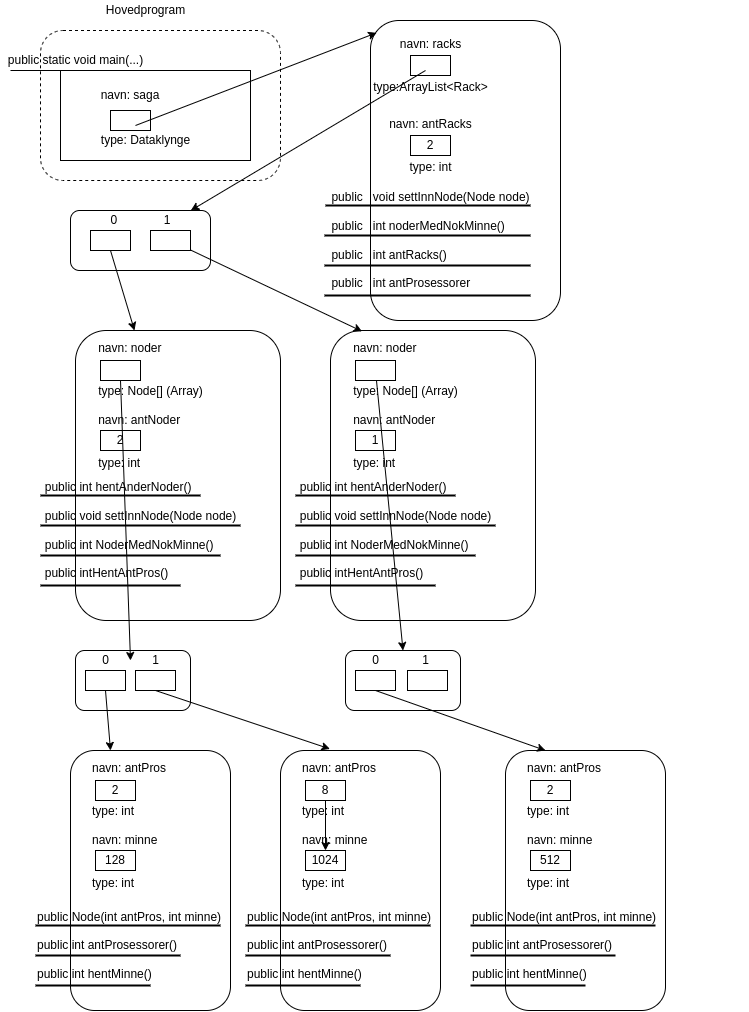 Hovedprogram
public static void main(...)
navn: saga
type: Dataklynge
navn: racks
type:ArrayList<Rack>
navn: antRacks
2
type: int
public void settInnNode(Node node)
public int noderMedNokMinne()
public int antRacks()
public int antProsessorer
0 1
navn: noder
type: Node[] (Array)
navn: antNoder
2
type: int
public int hentAnderNoder()
public void settInnNode(Node node)
public int NoderMedNokMinne()
public intHentAntPros()
navn: noder
type: Node[] (Array)
navn: antNoder
1
type: int
public int hentAnderNoder()
public void settInnNode(Node node)
public int NoderMedNokMinne()
public intHentAntPros()
0 1
0 1
navn: antPros
2
type: int
navn: minne
128
type: int
public Node(int antPros, int minne)
public int antProsessorer()
public int hentMinne()
navn: antPros
8
type: int
navn: minne
1024
type: int
public Node(int antPros, int minne)
public int antProsessorer()
public int hentMinne()
navn: antPros
2
type: int
navn: minne
512
type: int
public Node(int antPros, int minne)
public int antProsessorer()
public int hentMinne()